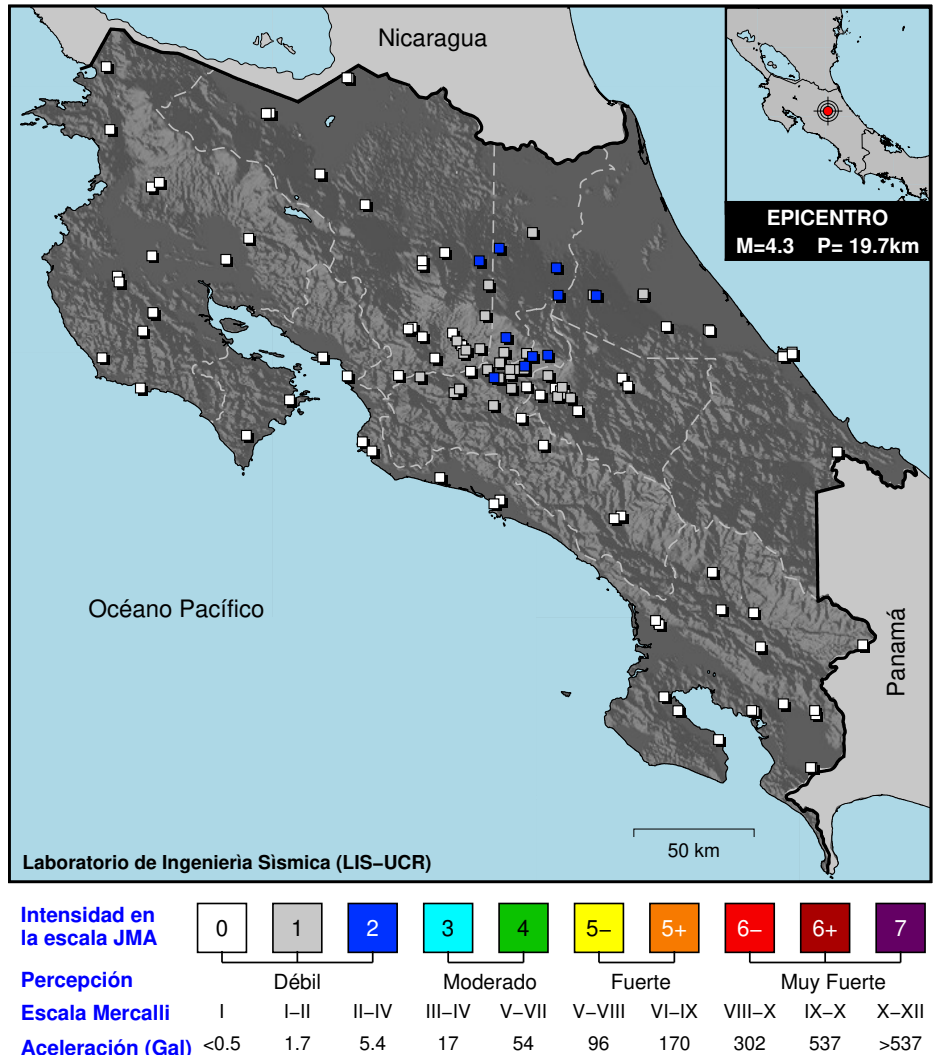 Nicaragua
EPICENTRO
M=4.3 P= 19.7km
Océano Pacífico
Panamá
50 km
Laboratorio de Ingenierìa Sìsmica (LIS−UCR)
Intensidad en
la escala JMA
0 1 2 3 4 5− 5+ 6− 6+ 7
Percepción Débil Moderado Fuerte Muy Fuerte
Escala Mercalli I I−II II−IV III−IV V−VII V−VIII VI−IX VIII−X IX−X X−XII
Aceleración (Gal) <0.5 1.7 5.4 17 54 96 170 302 537 >537